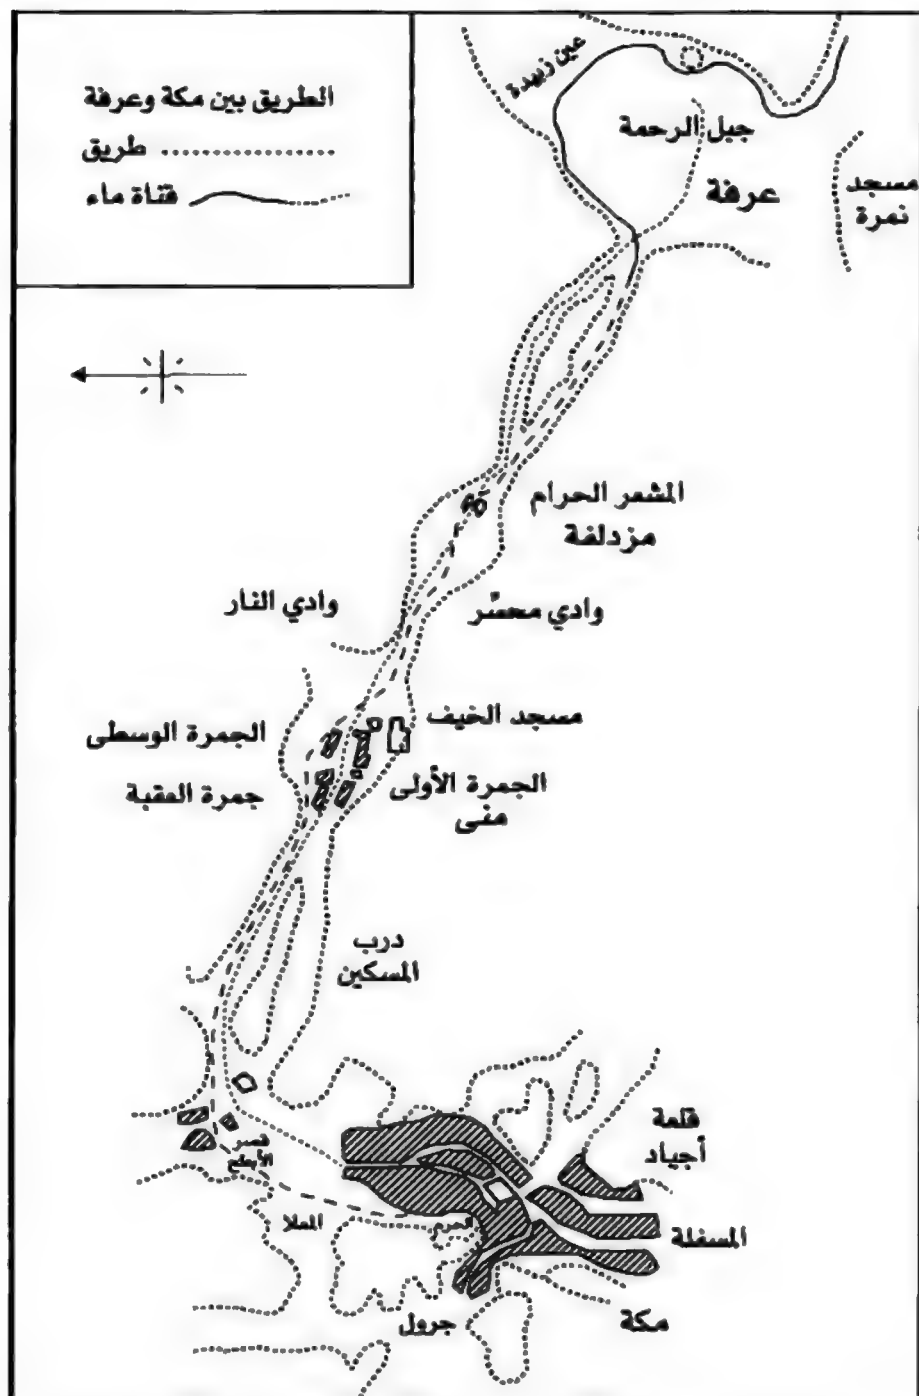 الطريق بين مكة وعرفة
طريق
قناة ماء
عين زبيدة
جبل الرحمة
عرفة
مسجد
نمرة
المشعر الحرام
مزدلفة
وادي النار
وادي محسِّر
مسجد الخيف
الجمرة الوسطى
الجمرة الأولى
جمرة العقبة
منى
درب
المسكين
قلعة
أجياد
قصر
الأبطح
المعلا
الحرم
المسفلة
جرول
مكة